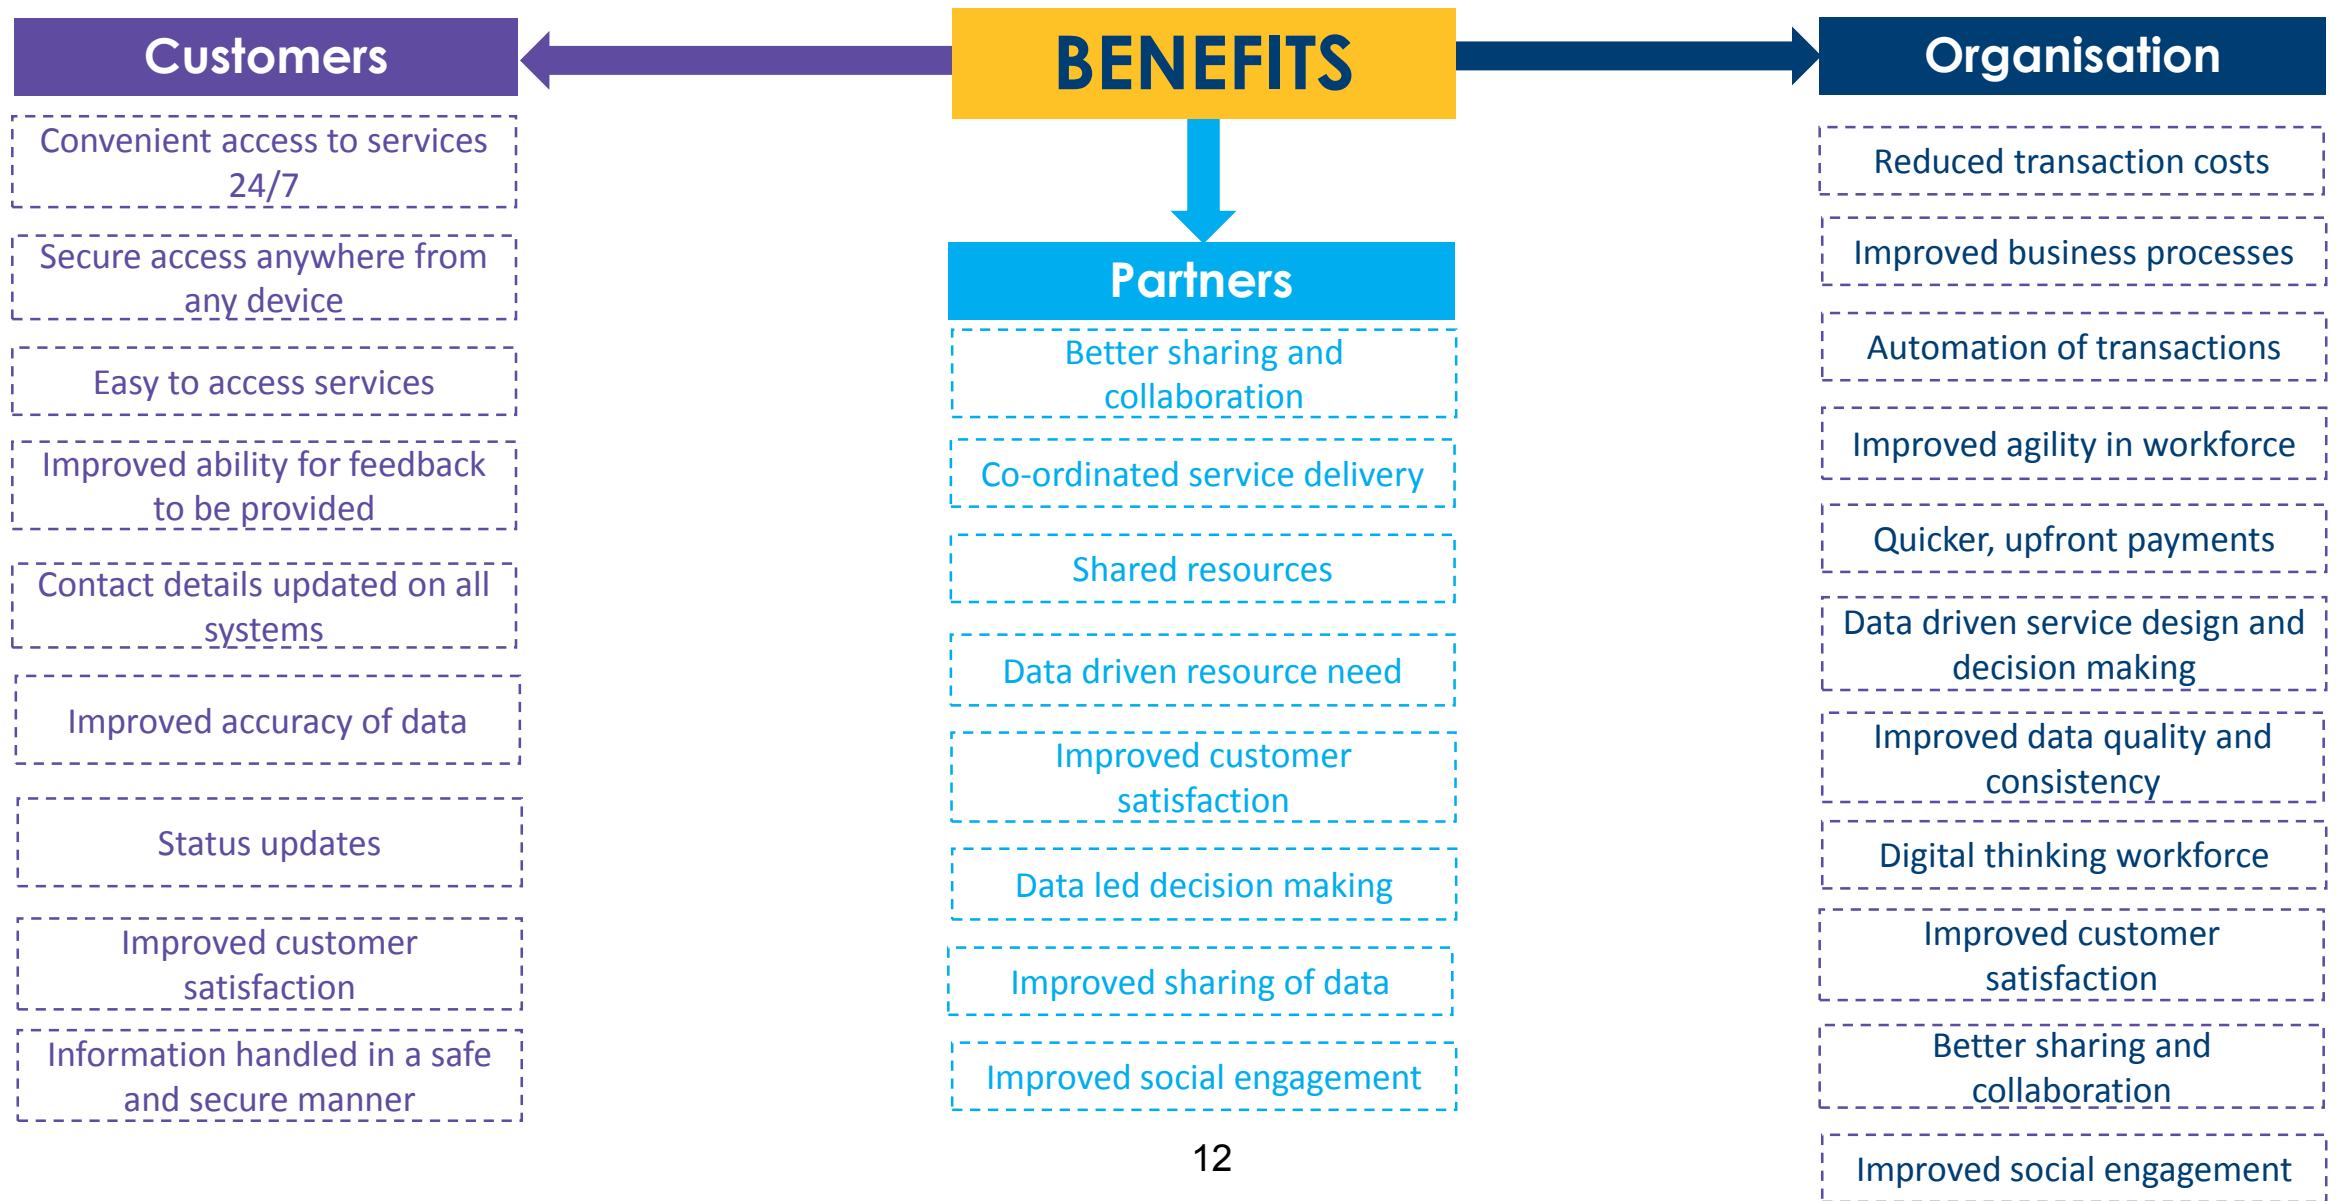 BENEFITS
Customers
Convenient access to services
24/7
Secure access anywhere from
any device
Easy to access services
Improved ability for feedback
to be provided
Contact details updated on all
systems
Improved accuracy of data
Status updates
Improved customer
satisfaction
Information handled in a safe
and secure manner
Partners
Better sharing and
collaboration
Co-ordinated service delivery
Shared resources
Data driven resource need
Improved customer
satisfaction
Data led decision making
Improved sharing of data
Improved social engagement
Organisation
Reduced transaction costs
Improved business processes
Automation of transactions
Improved agility in workforce
Quicker, upfront payments
Data driven service design and
decision making
Improved data quality and
consistency
Digital thinking workforce
Improved customer
satisfaction
Better sharing and
collaboration
Improved social engagement
12